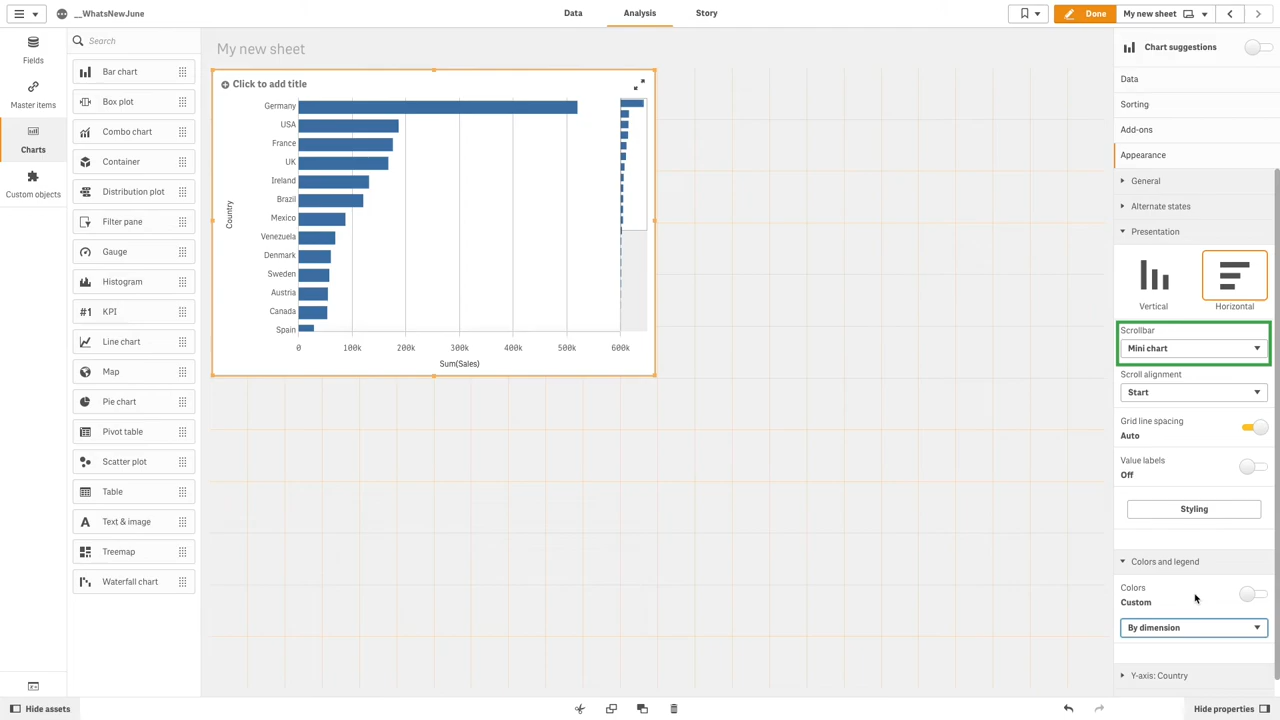 __WhatsNewJune
Data
Analysis
Story
Done
My new sheet
Fields
Master items
Charts
Custom objects
Search
Bar chart
Box plot
Combo chart
Container
Distribution plot
Filter pane
Gauge
Histogram
#1 KPI
Line chart
Map
Pie chart
Pivot table
Scatter plot
Table
A Text & image
Treemap
Waterfall chart
My new sheet
Click to add title
Country
Germany
USA
France
UK
Ireland
Brazil
Mexico
Venezuela
Denmark
Sweden
Austria
Canada
Spain
0 100k 200k 300k 400k 500k 600k
Sum(Sales)
Chart suggestions
Data
Sorting
Add-ons
Appearance
General
Alternate states
Presentation
Vertical
Horizontal
Scrollbar
Mini chart
Scroll alignment
Start
Grid line spacing
Auto
Value labels
Off
Styling
Colors and legend
Colors
Custom
By dimension
Y-axis: Country
Hide assets
Hide properties